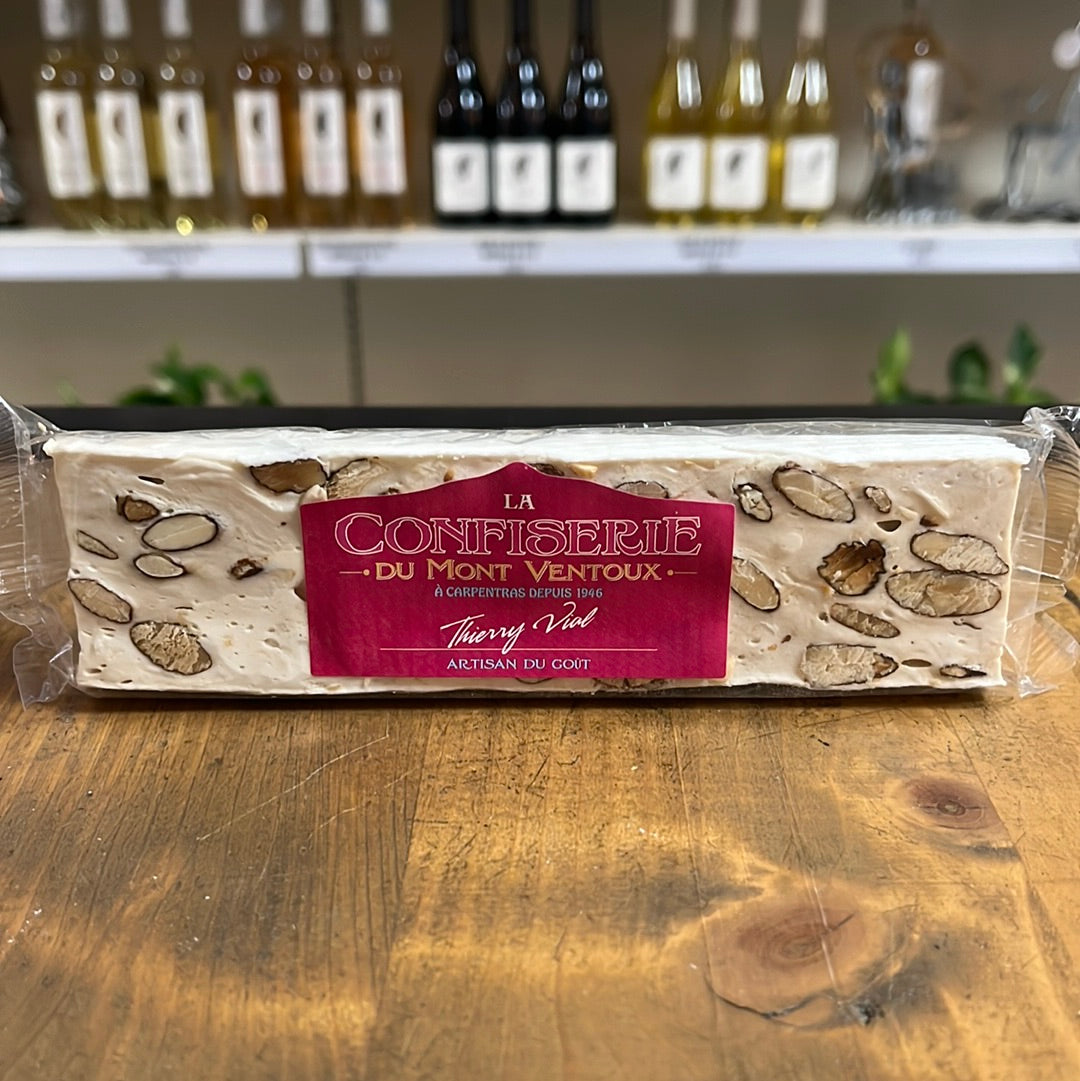 LA
CONFISERIE
DU MONT VENTOUX
À CARPENTRAS DEPUIS 1946
Thierry Vial
ARTISAN DU GOÛT